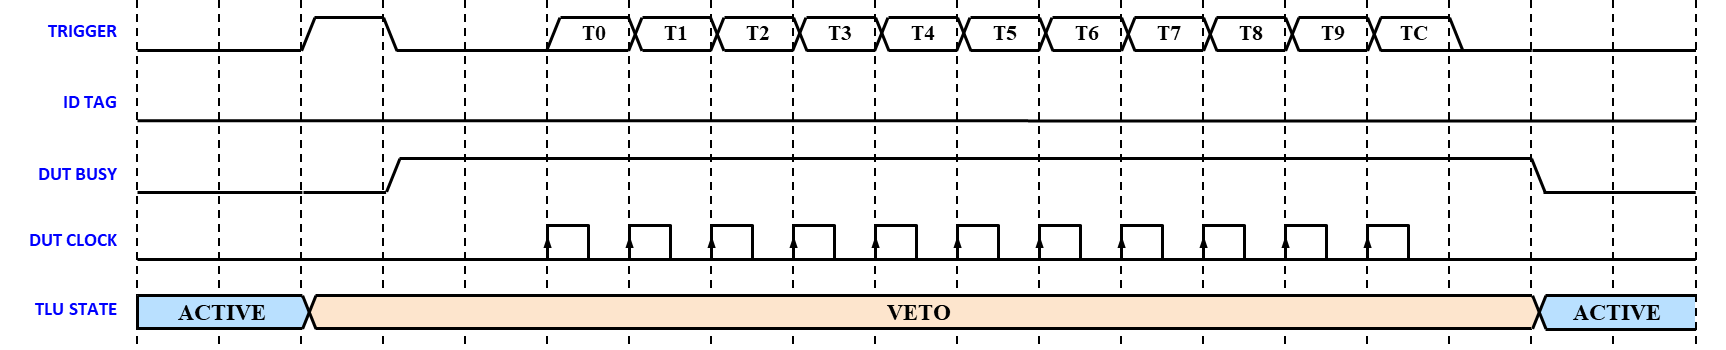 TRIGGER T0 T1 T2 T3 T4 T5 T6 T7 T8 T9 TC
ID TAG
DUT BUSY
DUT CLOCK
TLU STATE ACTIVE VETO ACTIVE